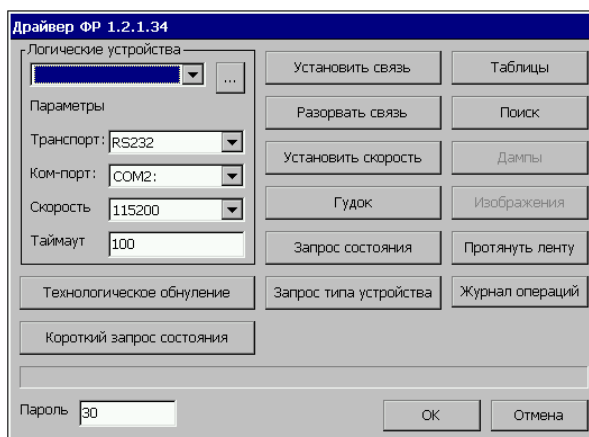 Драйвер ФР 1.2.1.34
Логические устройства
...
Параметры
Транспорт: RS232
Ком-порт: COM2:
Скорость 115200
Таймаут 100
Установить связь
Таблицы
Разорвать связь
Поиск
Установить скорость
Дампы
Гудок
Изображения
Запрос состояния
Протянуть ленту
Технологическое обнуление
Запрос типа устройства
Журнал операций
Короткий запрос состояния
Пароль 30
OK
Отмена